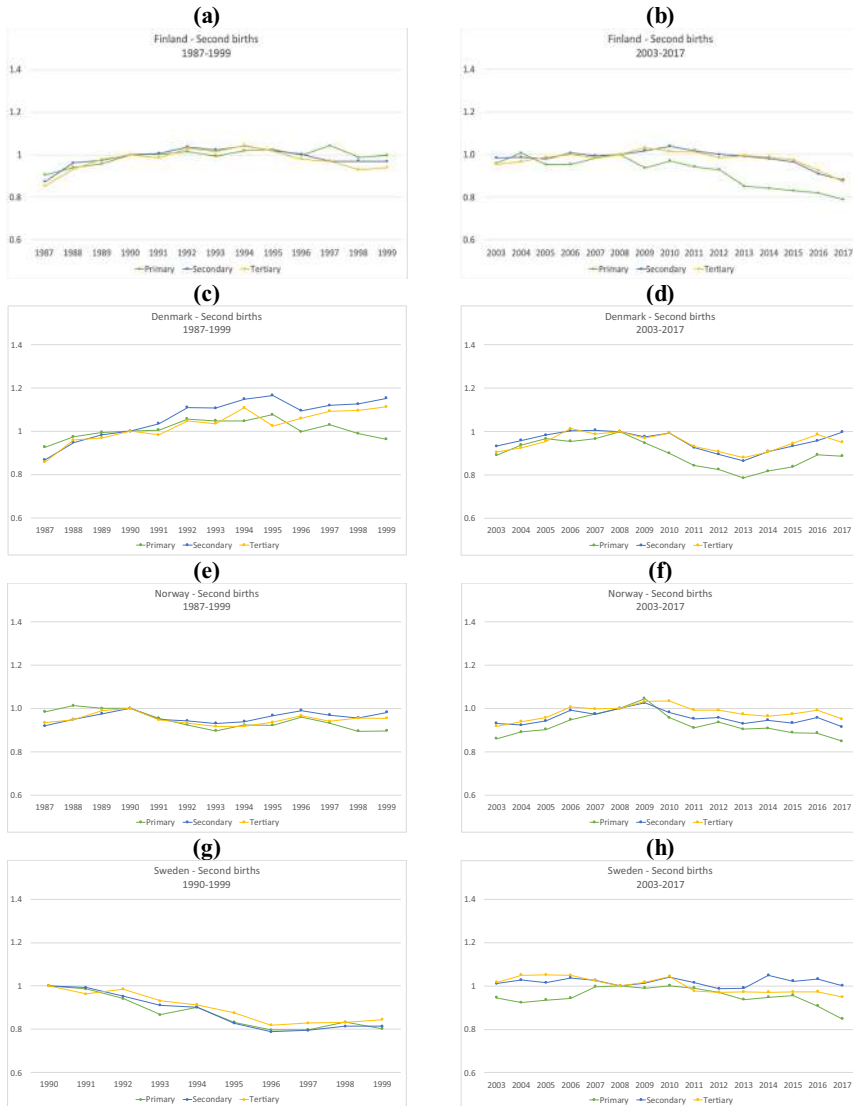 (a)
Finland - Second births
1987-1999
1.4
1.2
1
0.8
0.6
1987 1988 1989 1990 1991 1992 1993 1994 1995 1996 1997 1998 1999
Primary Secondary Tertiary
(b)
Finland - Second births
2003-2017
1.4
1.2
1.0
0.8
0.6
2003 2004 2005 2006 2007 2008 2009 2010 2011 2012 2013 2014 2015 2016 2017
Primary Secondary Tertiary
(c)
Denmark - Second births
1987-1999
1.4
1.2
1
0.8
0.6
1987 1988 1989 1990 1991 1992 1993 1994 1995 1996 1997 1998 1999
Primary Secondary Tertiary
(d)
Denmark - Second births
2003-2017
1.4
1.2
1
0.8
0.6
2003 2004 2005 2006 2007 2008 2009 2010 2011 2012 2013 2014 2015 2016 2017
Primary Secondary Tertiary
(e)
Norway - Second births
1987-1999
1.4
1.2
1.0
0.8
0.6
1987 1988 1989 1990 1991 1992 1993 1994 1995 1996 1997 1998 1999
Primary Secondary Tertiary
(f)
Norway - Second births
2003-2017
1.4
1.2
1.0
0.8
0.6
2003 2004 2005 2006 2007 2008 2009 2010 2011 2012 2013 2014 2015 2016 2017
Primary Secondary Tertiary
(g)
Sweden - Second births
1990-1999
1.4
1.2
1
0.8
0.6
1990 1991 1992 1993 1994 1995 1996 1997 1998 1999
Primary Secondary Tertiary
(h)
Sweden - Second births
2003-2017
1.4
1.2
1.0
0.8
0.6
2003 2004 2005 2006 2007 2008 2009 2010 2011 2012 2013 2014 2015 2016 2017
Primary Secondary Tertiary